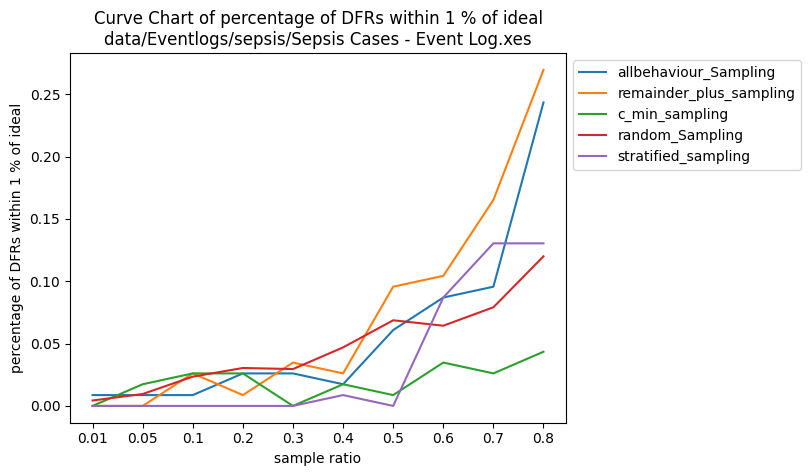 Curve Chart of percentage of DFRs within 1 % of ideal
data/Eventlogs/sepsis/Sepsis Cases - Event Log.xes
percentage of DFRs within 1 % of ideal
0.25
0.20
0.15
0.10
0.05
0.00
0.01 0.05 0.1 0.2 0.3 0.4 0.5 0.6 0.7 0.8
sample ratio
allbehaviour_Sampling
remainder_plus_sampling
c_min_sampling
random_Sampling
stratified_sampling